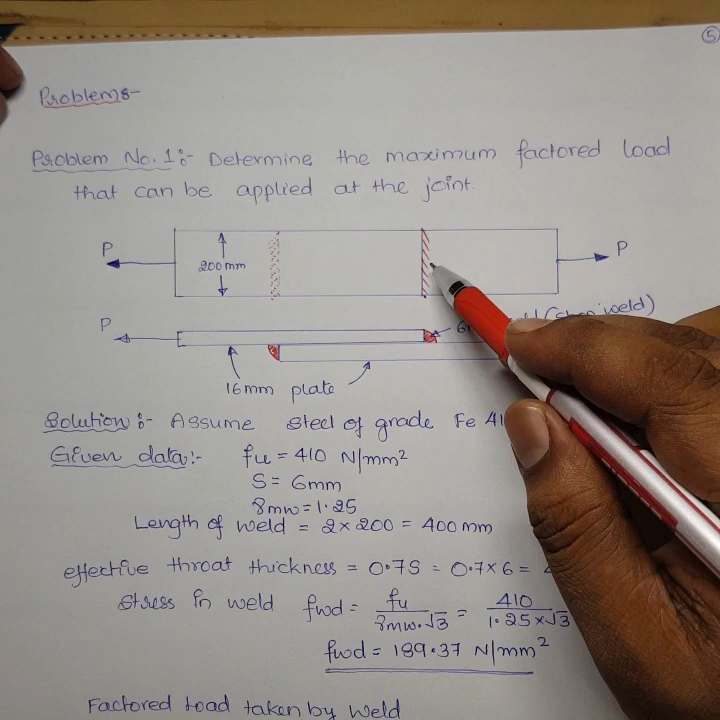 5
Problems-
Problem No. 1:- Determine the maximum factored load
that can be applied at the joint.
P
200mm
P
P
weld)
16mm plate
Solution:- Assume steel of grade Fe 41
Given data:- fu = 410 N/mm²
S = 6mm
γmw = 1.25
Length of weld = 2 × 200 = 400 mm
effective throat thickness = 0.7S = 0.7 × 6 =
Stress in weld fwd = fu / γmw.√3 = 410 / 1.25×√3
fwd = 189.37 N/mm²
Factored load taken by weld